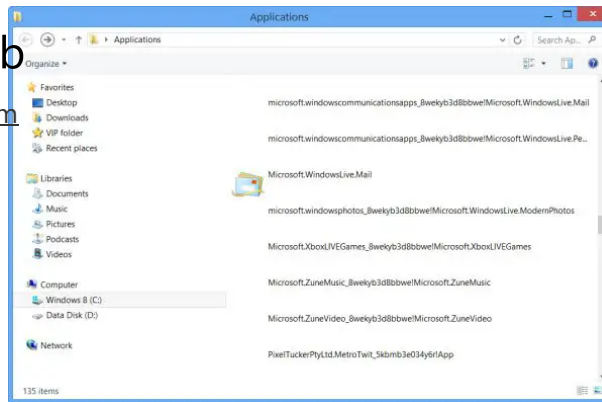 Applications
Applications
Search Ap...
b
Organize
m
Favorites
Desktop
Downloads
VIP folder
Recent places
Libraries
Documents
Music
Pictures
Podcasts
Videos
Computer
Windows 8 (C:)
Data Disk (D:)
Network
microsoft.windowscommunicationsapps_8wekyb3d8bbwe!Microsoft.WindowsLive.Mail
microsoft.windowscommunicationsapps_8wekyb3d8bbwe!Microsoft.WindowsLive.Pe...
Microsoft.WindowsLive.Mail
microsoft.windowsphotos_8wekyb3d8bbwe!Microsoft.WindowsLive.ModernPhotos
Microsoft.XboxLIVEGames_8wekyb3d8bbwe!Microsoft.XboxLIVEGames
Microsoft.ZuneMusic_8wekyb3d8bbwe!Microsoft.ZuneMusic
Microsoft.ZuneVideo_8wekyb3d8bbwe!Microsoft.ZuneVideo
PixelTuckerPtyLtd.MetroTwit_5kbmb3e034y6r!App
135 items